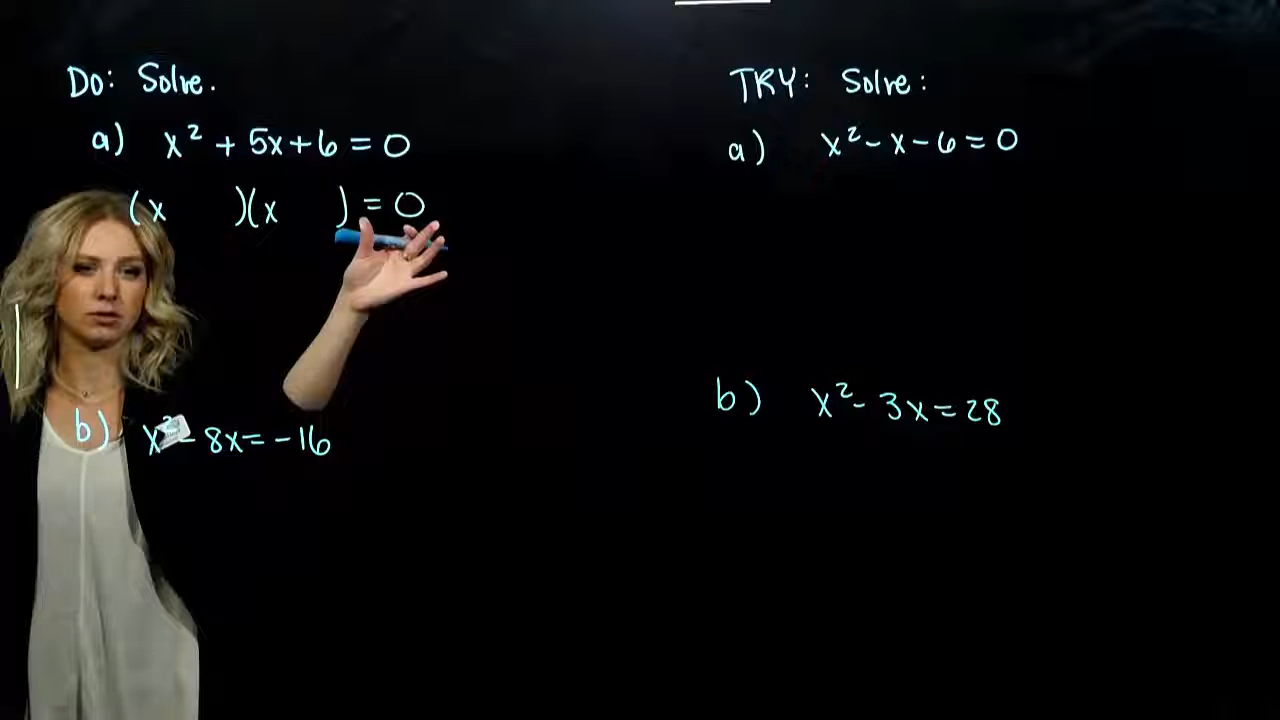 Do: Solve.
a) x² + 5x + 6 = 0
(x )(x ) = 0
b) x² - 8x = -16
TRY: Solve:
a) x² - x - 6 = 0
b) x² - 3x = 28